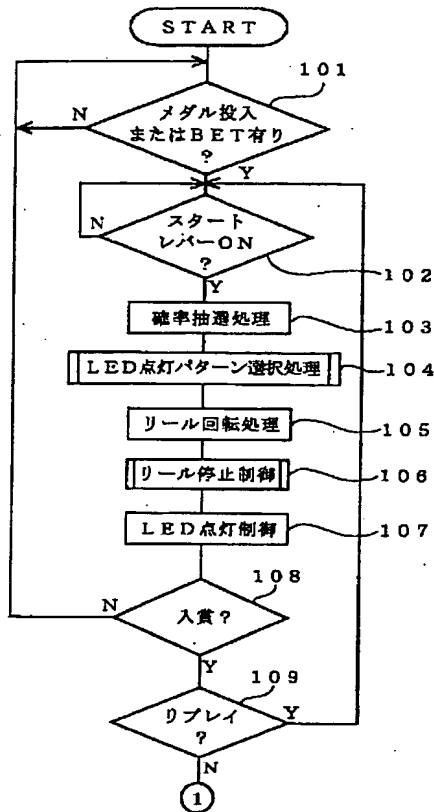 START
101
メダル投入
またはBET有り
?
N
Y
スタート
レバーON
?
N
102
Y
確率抽選処理
103
LED点灯パターン選択処理
104
リール回転処理
105
リール停止制御
106
LED点灯制御
107
108
N
入賞?
Y
109
リプレイ
?
Y
N
1